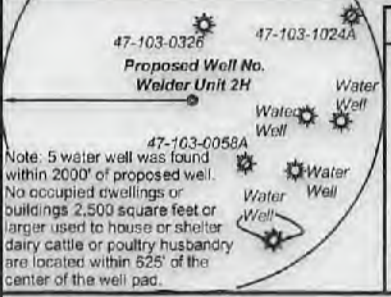 47-103-0326
47-103-1024A
Proposed Well No.
Welder Unit 2H
Water
Well
Water
Well
47-103-0058A
Note: 5 water well was found
within 2000' of proposed well.
No occupied dwellings or
buildings 2,500 square feet or
larger used to house or shelter
dairy cattle or poultry husbandry
are located within 625' of the
center of the well pad.
Water
Well
Water
Well